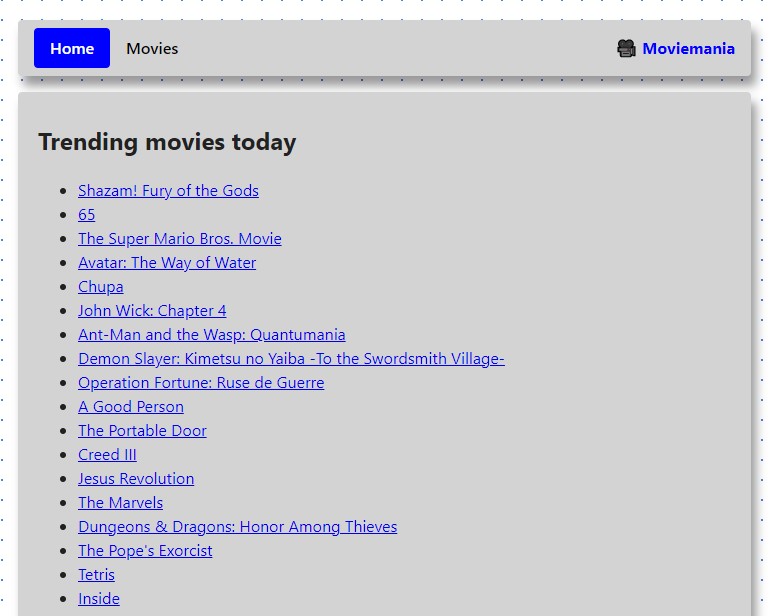 Home Movies Moviemania
Trending movies today
Shazam! Fury of the Gods
65
The Super Mario Bros. Movie
Avatar: The Way of Water
Chupa
John Wick: Chapter 4
Ant-Man and the Wasp: Quantumania
Demon Slayer: Kimetsu no Yaiba -To the Swordsmith Village-
Operation Fortune: Ruse de Guerre
A Good Person
The Portable Door
Creed III
Jesus Revolution
The Marvels
Dungeons & Dragons: Honor Among Thieves
The Pope's Exorcist
Tetris
Inside